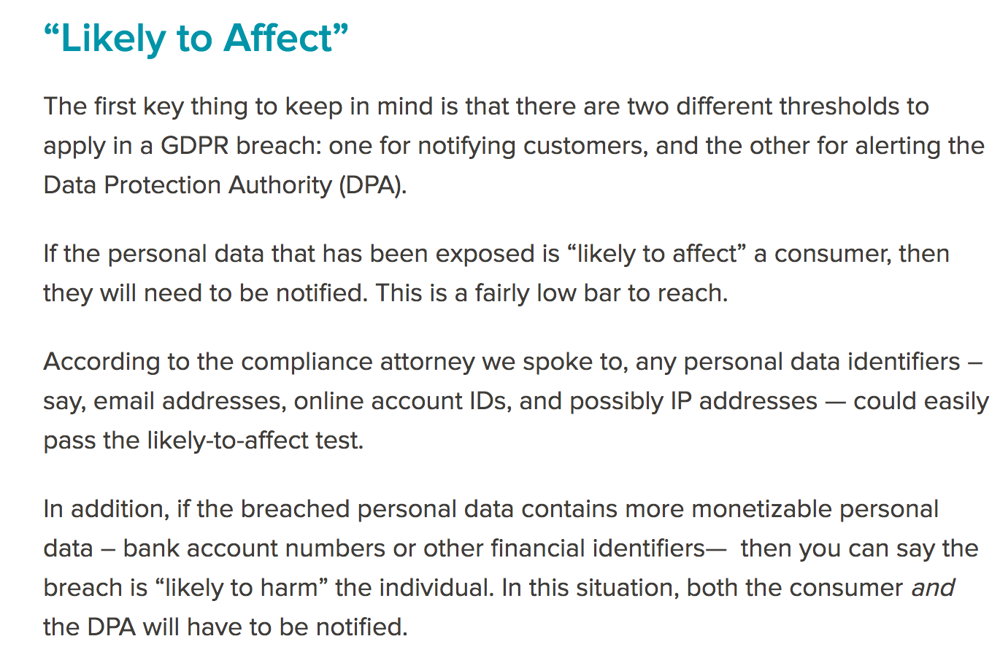 “Likely to Affect”
The first key thing to keep in mind is that there are two different thresholds to
apply in a GDPR breach: one for notifying customers, and the other for alerting the
Data Protection Authority (DPA).
If the personal data that has been exposed is “likely to affect” a consumer, then
they will need to be notified. This is a fairly low bar to reach.
According to the compliance attorney we spoke to, any personal data identifiers –
say, email addresses, online account IDs, and possibly IP addresses — could easily
pass the likely-to-affect test.
In addition, if the breached personal data contains more monetizable personal
data – bank account numbers or other financial identifiers—  then you can say the
breach is “likely to harm” the individual. In this situation, both the consumer and
the DPA will have to be notified.